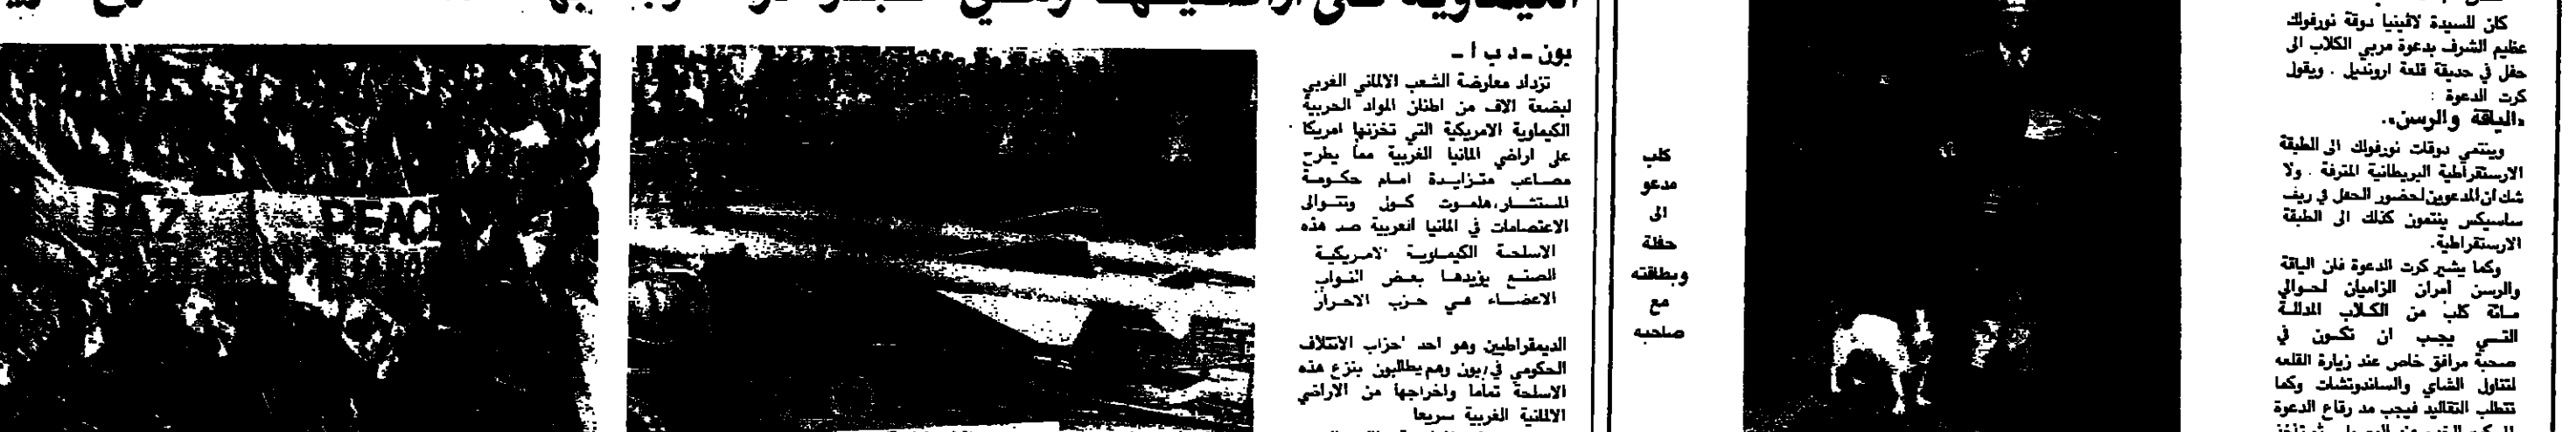 كان للسيدة لافينيا دوقة نورفولك
عظيم الشرف بدعوة مربي الكلاب الى
حفل في حديقة قلعة ارونديل . ويقول
كرت الدعوة :
«الياقة والرسن».
وينتمي دوقات نورفولك الى الطبقة
الارستقراطية البريطانية المترفة . ولا
شك ان المدعوين لحضور الحفل في ريف
ساسيكس ينتمون كذلك الى الطبقة
الارستقراطية.
وكما يشير كرت الدعوة فان الياقة
والرسن امران الزاميان لحوالي
مائة كلب من الكلاب المدللة
التسي يجب ان تكون في
صحبة مرافق خاص عند زيارة القلعه
لتناول الشاي والساندوتشات وكما
تتطلب التقاليد فيجب مد رقاع الدعوة
كلب
مدعو
الى
حفلة
وبطاقته
مع
صاحبه
الكيماوية على
بون - د ب ا -
تزداد معارضة الشعب الالماني الغربي
لبضعة الاف من اطنان المواد الحربية
الكيماوية الامريكية التي تخزنها امريكا
على اراضي المانيا الغربية مما يطرح
مصاعب متزايدة امام حكومة
المستشار، هلموت كول وتتوالى
الاعتصامات في المانيا الغربية ضد هذه
الاسلحة الكيماوية الامريكية
الصنع يؤيدها بعض النواب
الاعضاء في حزب الاحرار
الديمقراطيين وهو احد احزاب الائتلاف
الحكومي في بون وهم يطالبون بنزع هذه
الاسلحة تماما واخراجها من الاراضي
الالمانية الغربية سريعا
PAZ PEACE